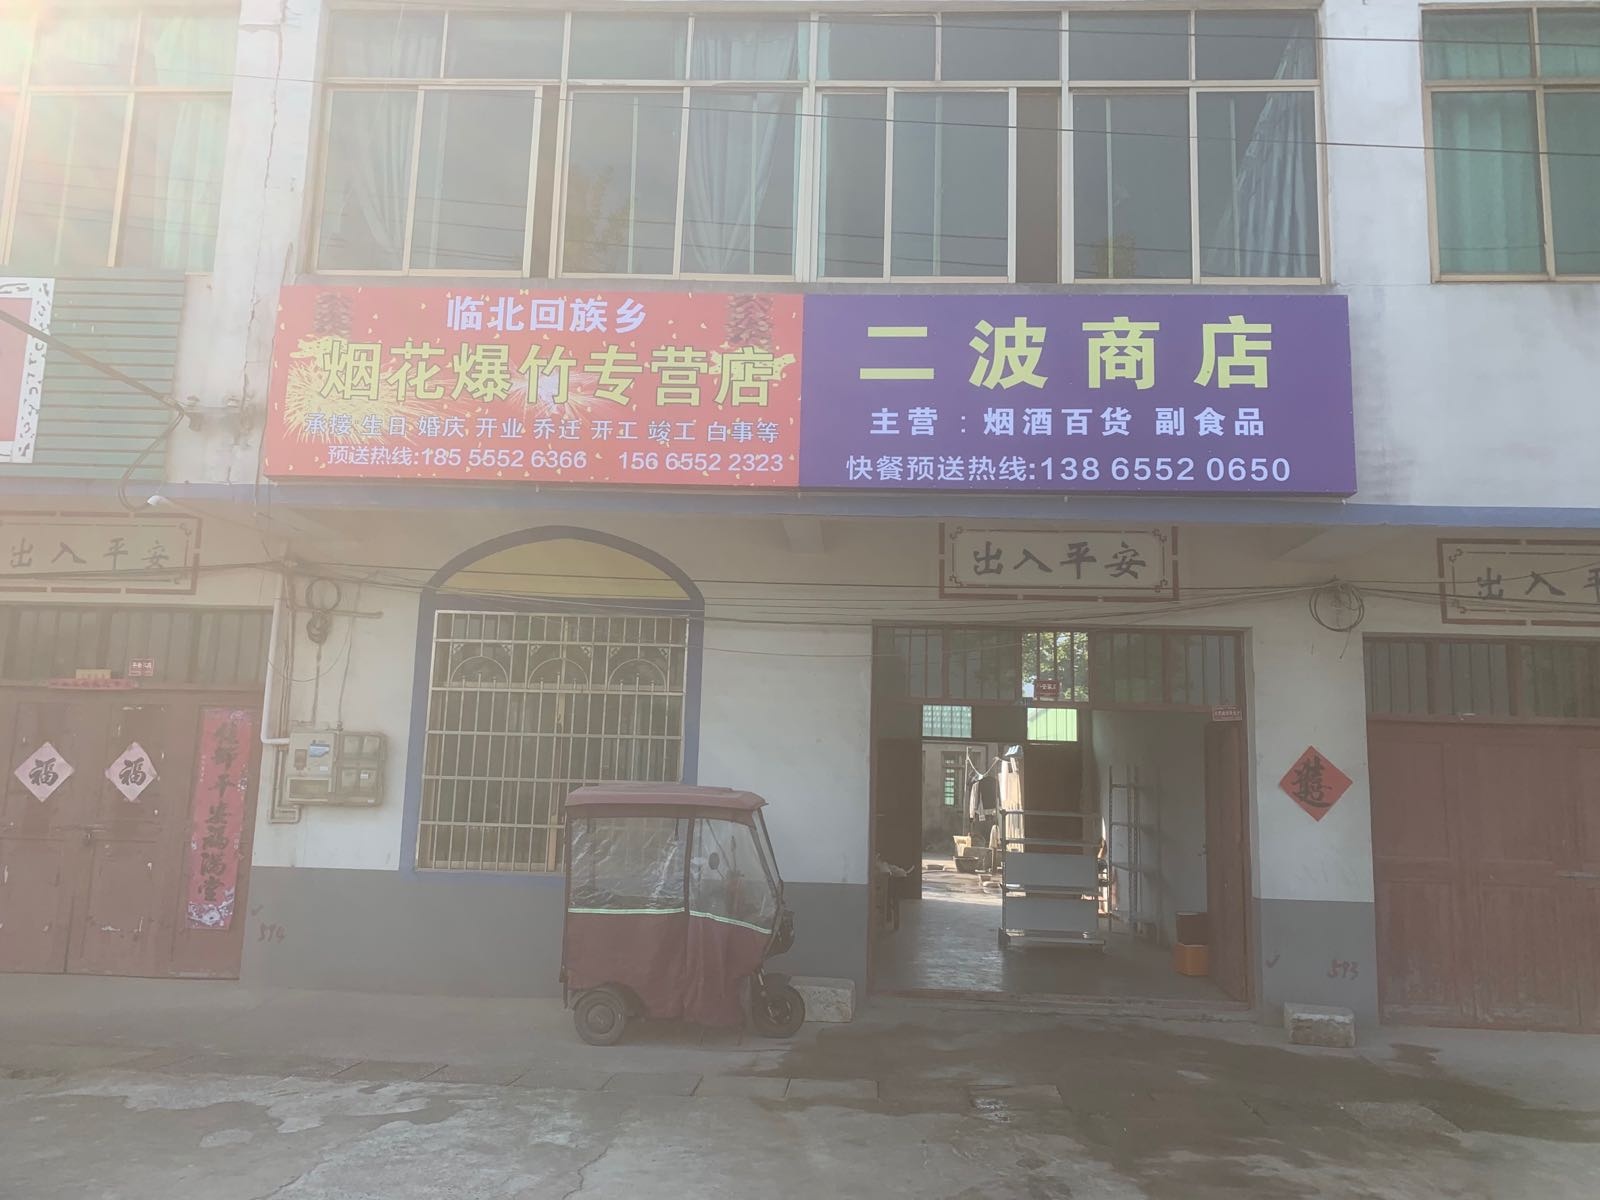 临北回族乡
烟花爆竹专营店
承接 生日 婚庆 开业 乔迁 开工 竣工 白事等
预送热线:185 5552 6366 156 6552 2323
二波商店
主营：烟酒百货 副食品
快餐预送热线:138 6552 0650
出入平安
出入平安
出入平
福
福
594
593